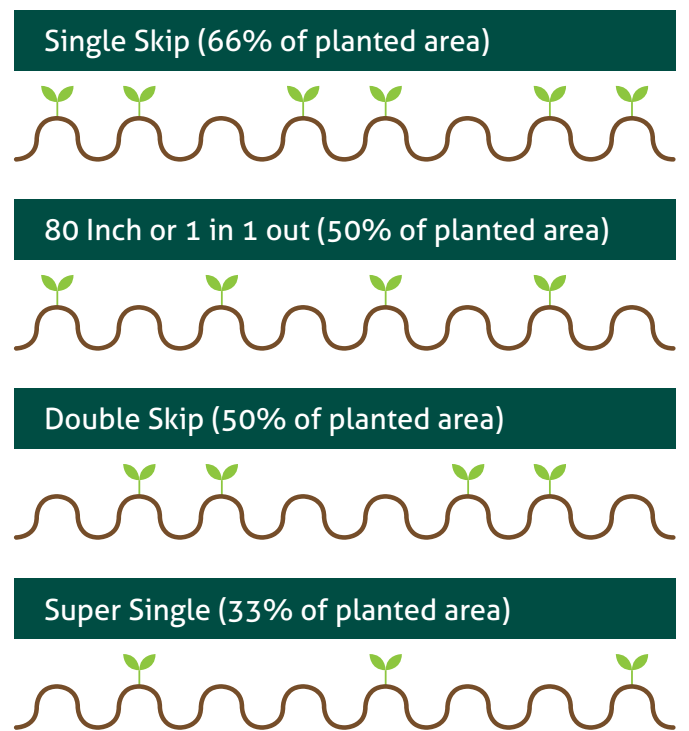 Single Skip (66% of planted area)
80 Inch or 1 in 1 out (50% of planted area)
Double Skip (50% of planted area)
Super Single (33% of planted area)